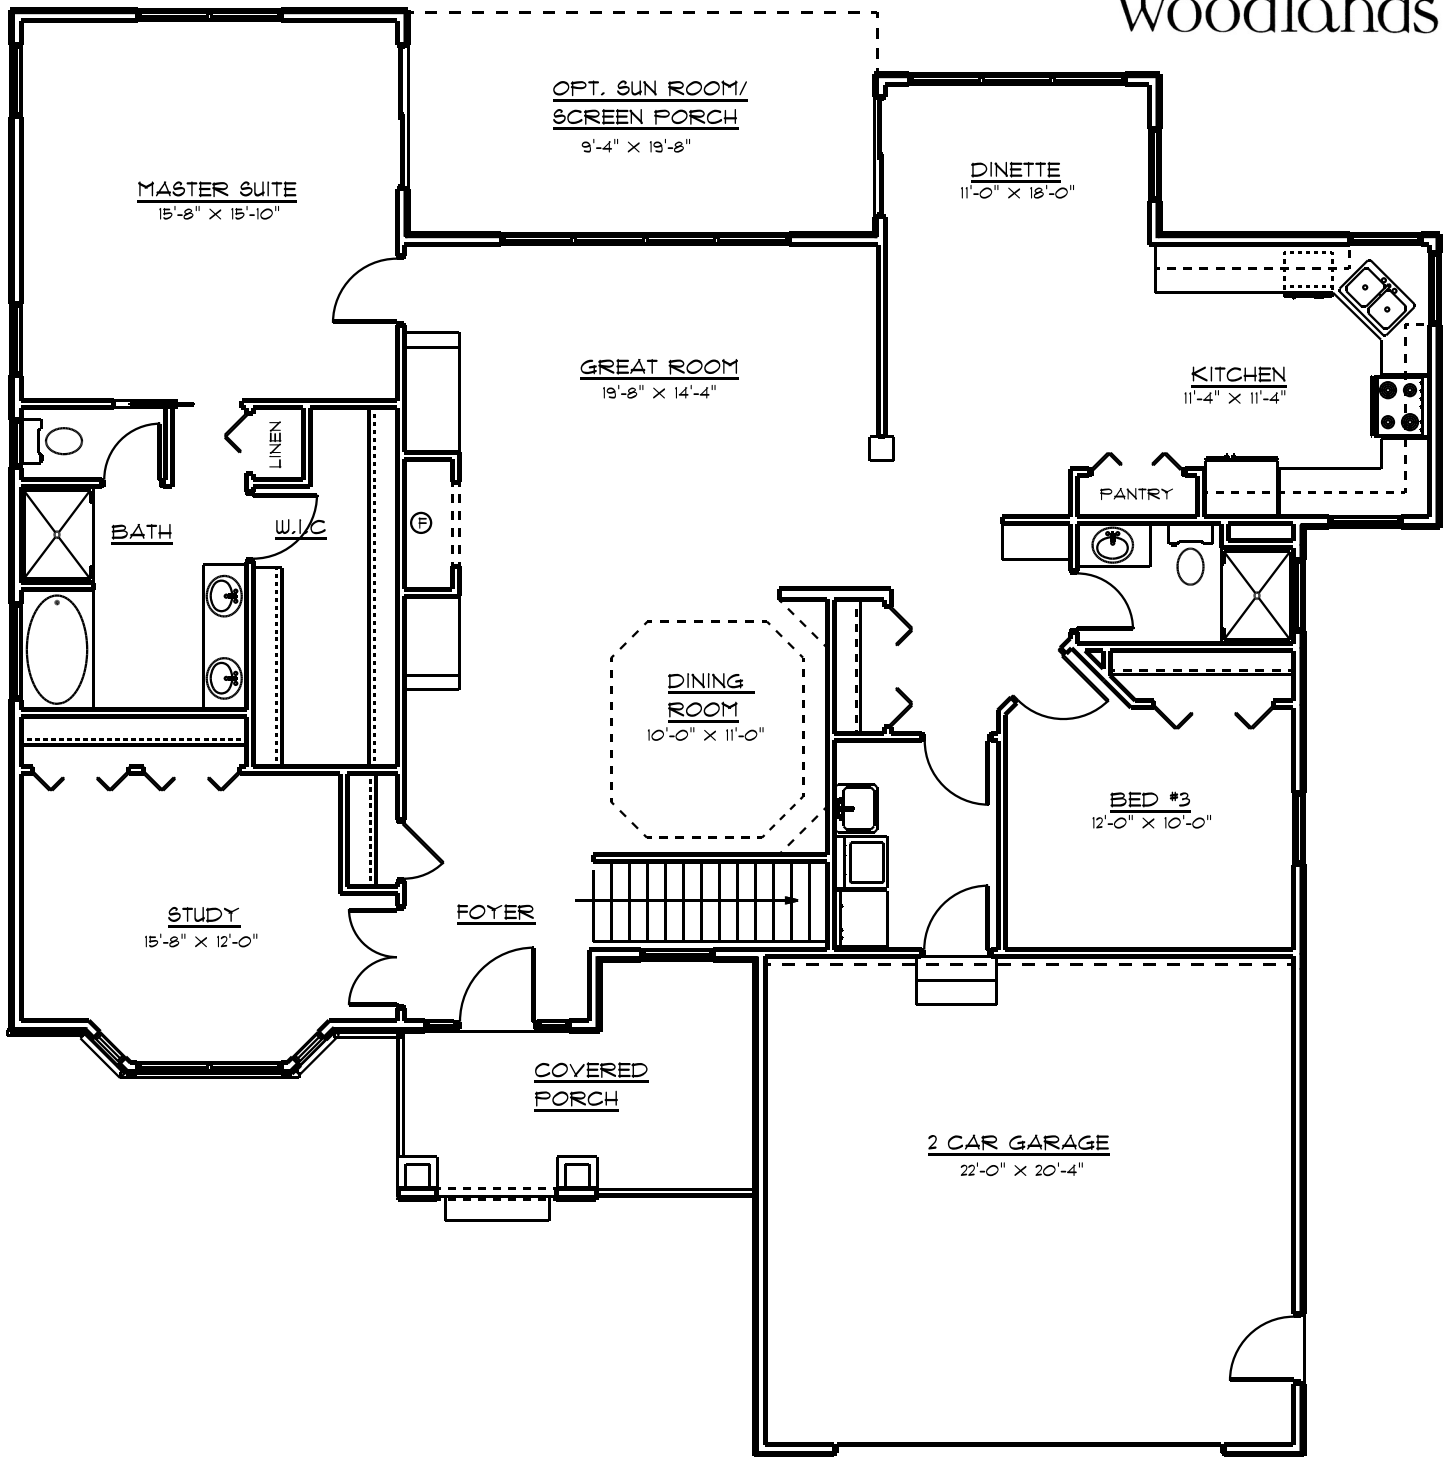 woodlands
OPT. SUN ROOM/
SCREEN PORCH
9'-4" X 19'-8"
DINETTE
11'-0" X 18'-0"
MASTER SUITE
15'-8" X 15'-10"
GREAT ROOM
19'-8" X 14'-4"
KITCHEN
11'-4" X 11'-4"
LINEN
PANTRY
BATH
W.I.C
F
DINING
ROOM
10'-0" X 11'-0"
BED #3
12'-0" X 10'-0"
STUDY
15'-8" X 12'-0"
FOYER
COVERED
PORCH
2 CAR GARAGE
22'-0" X 20'-4"